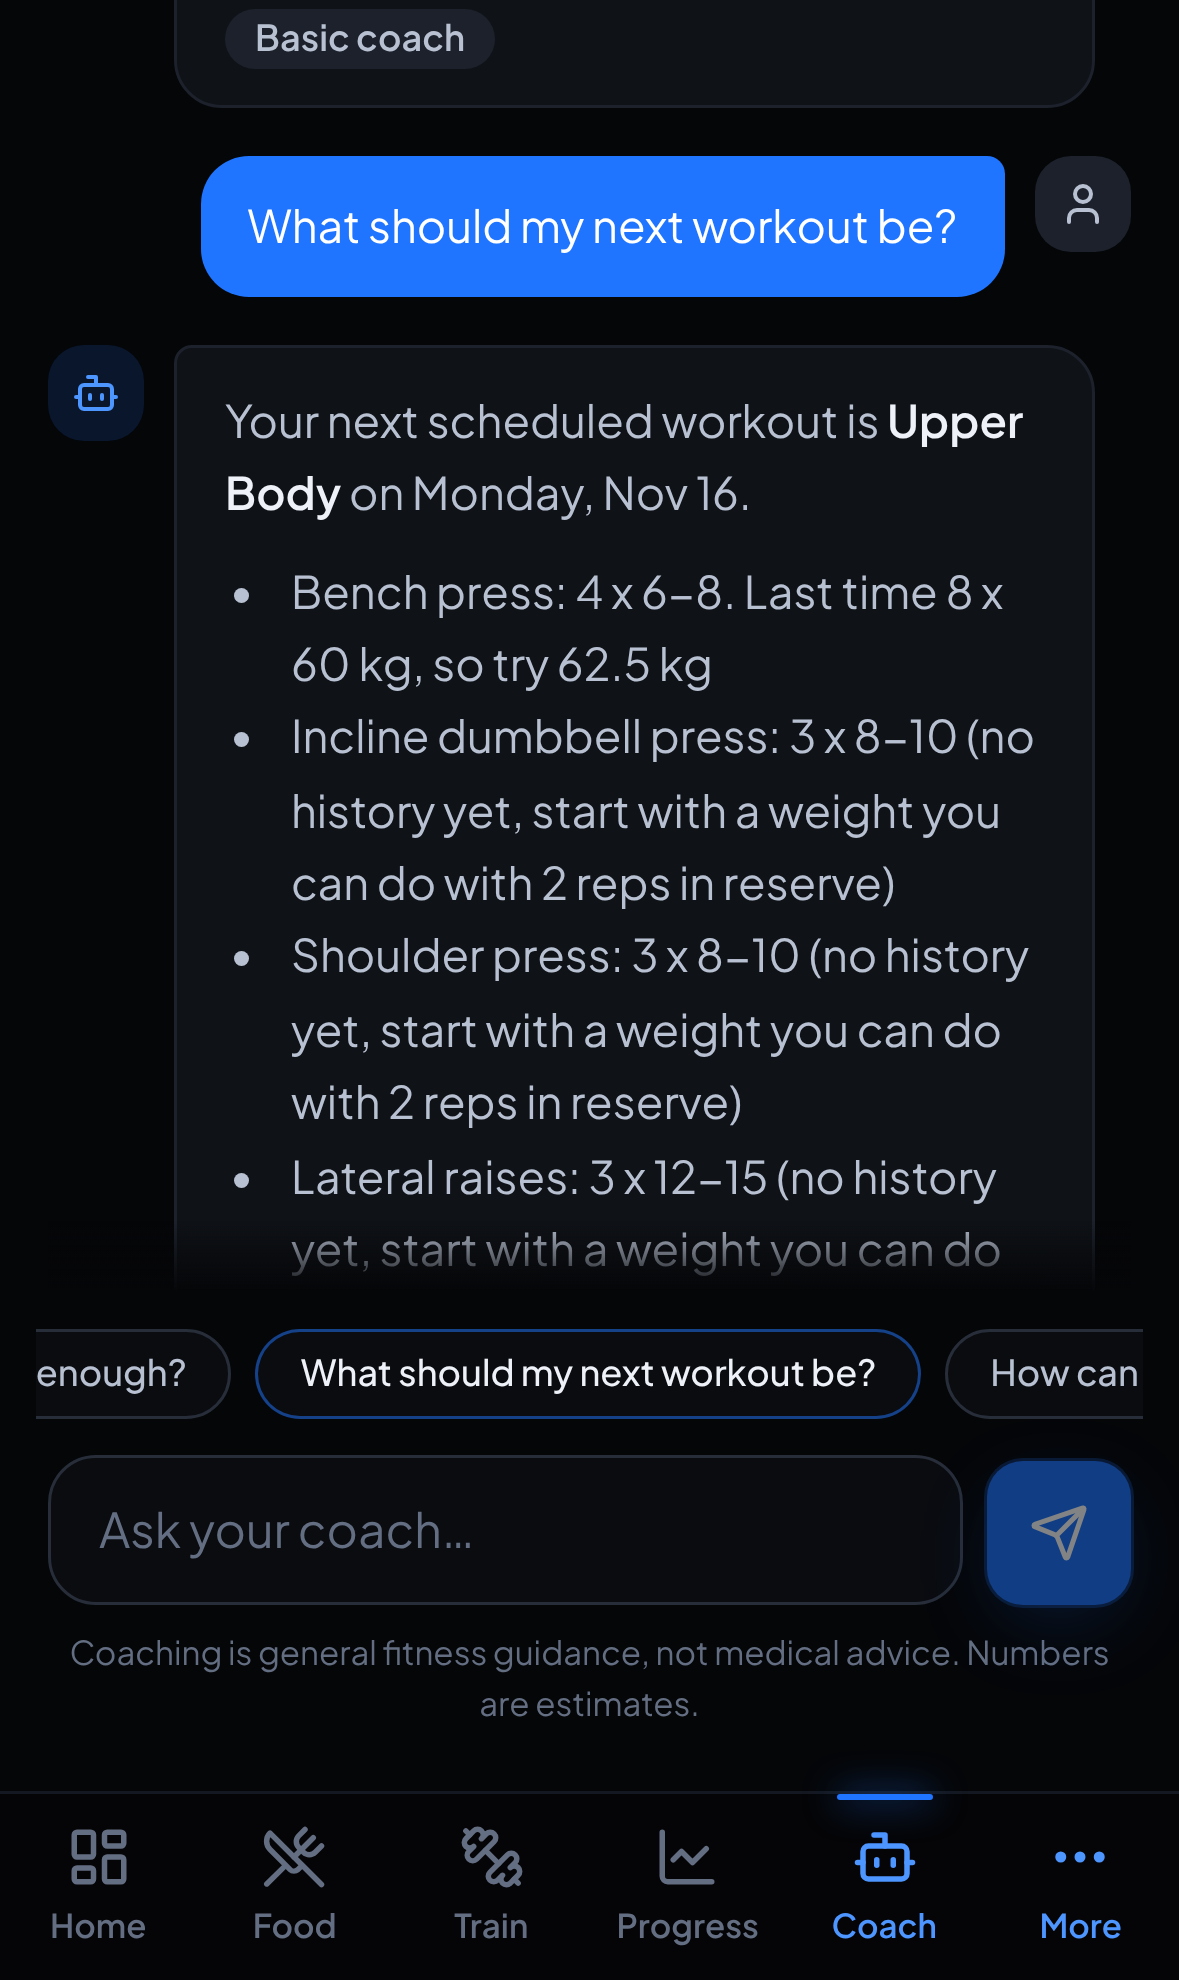 Basic coach
What should my next workout be?
Your next scheduled workout is Upper
Body on Monday, Nov 16.
• Bench press: 4 x 6–8. Last time 8 x
60 kg, so try 62.5 kg
• Incline dumbbell press: 3 x 8–10 (no
history yet, start with a weight you
can do with 2 reps in reserve)
• Shoulder press: 3 x 8–10 (no history
yet, start with a weight you can do
with 2 reps in reserve)
• Lateral raises: 3 x 12–15 (no history
yet, start with a weight you can do
enough?
What should my next workout be?
How can
Ask your coach...
Coaching is general fitness guidance, not medical advice. Numbers
are estimates.
Home
Food
Train
Progress
Coach
More